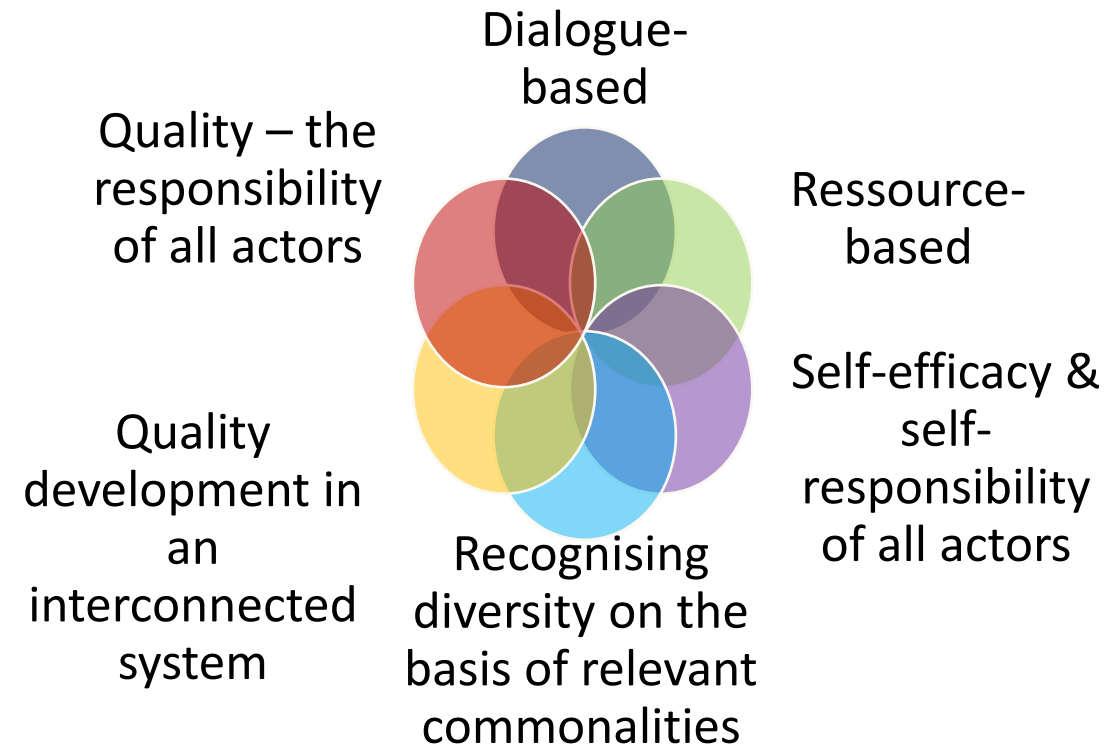 Dialogue-
based
Quality – the
responsibility
of all actors
Ressource-
based
Self-efficacy &
self-
responsibility
of all actors
Quality
development in
an
interconnected
system
Recognising
diversity on the
basis of relevant
commonalities